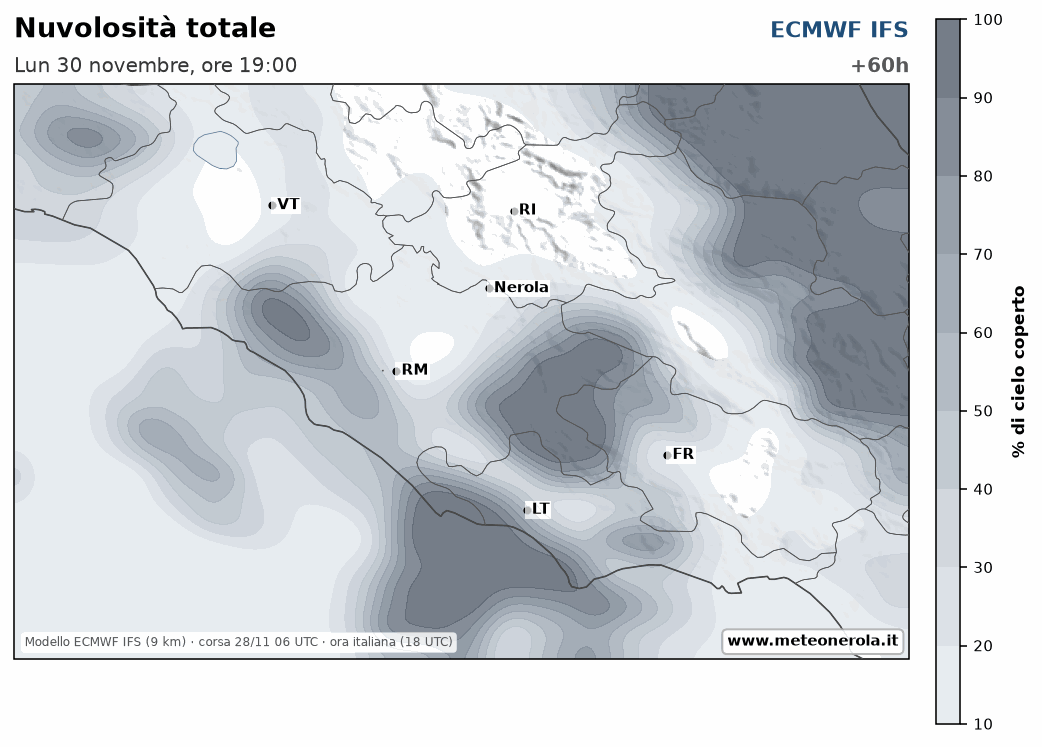 Nuvolosità totale
ECMWF IFS
Lun 30 novembre, ore 19:00
+60h
100
90
80
70
60
50
40
30
20
10
% di cielo coperto
VT
RI
Nerola
RM
FR
LT
Modello ECMWF IFS (9 km) · corsa 28/11 06 UTC · ora italiana (18 UTC)
www.meteonerola.it